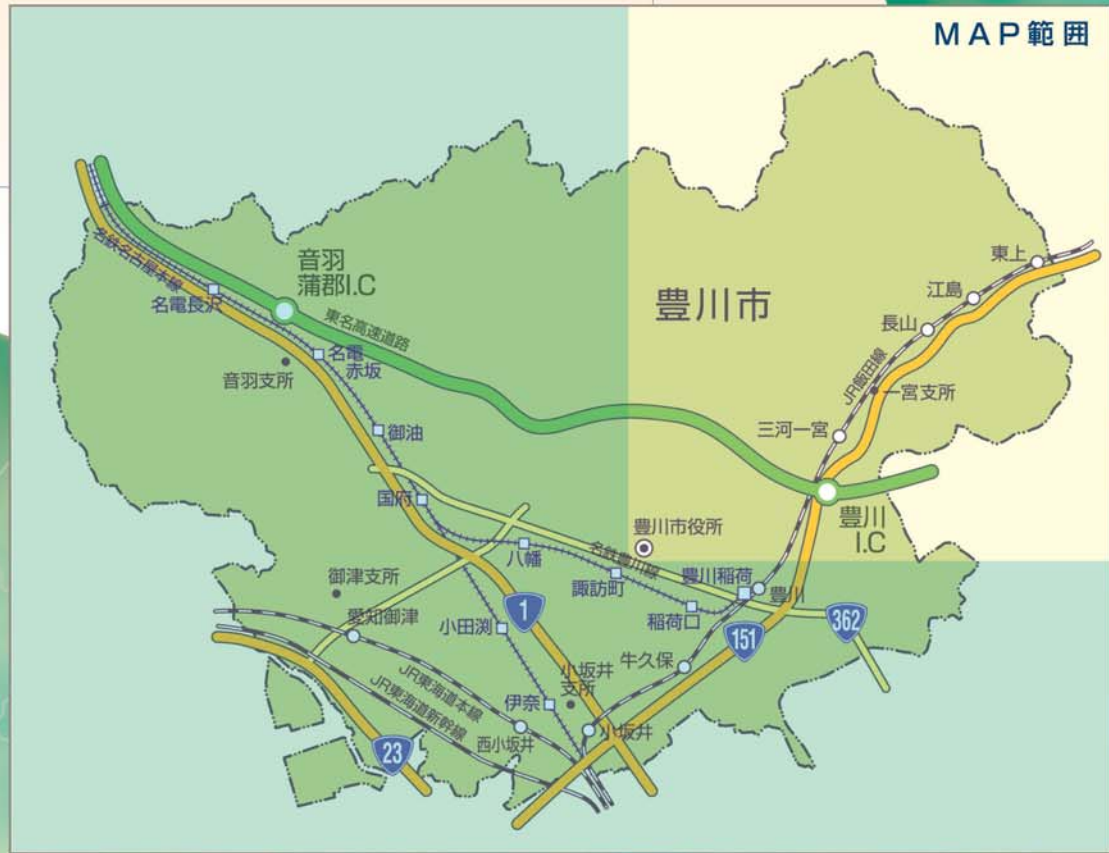 MAP範囲
東上
江島
音羽
蒲郡I.C
豊川市
名鉄名古屋本線
名電長沢
東名高速道路
長山
JR飯田線
名電
赤坂
音羽支所
一宮支所
御油
三河一宮
国府
豊川
I.C
豊川市役所
八幡
名鉄豊川線
諏訪町
豊川稲荷
豊川
御津支所
稲荷口
愛知御津
1
小田渕
362
151
牛久保
JR東海道本線
小坂井
支所
伊奈
JR東海道新幹線
小坂井
西小坂井
23